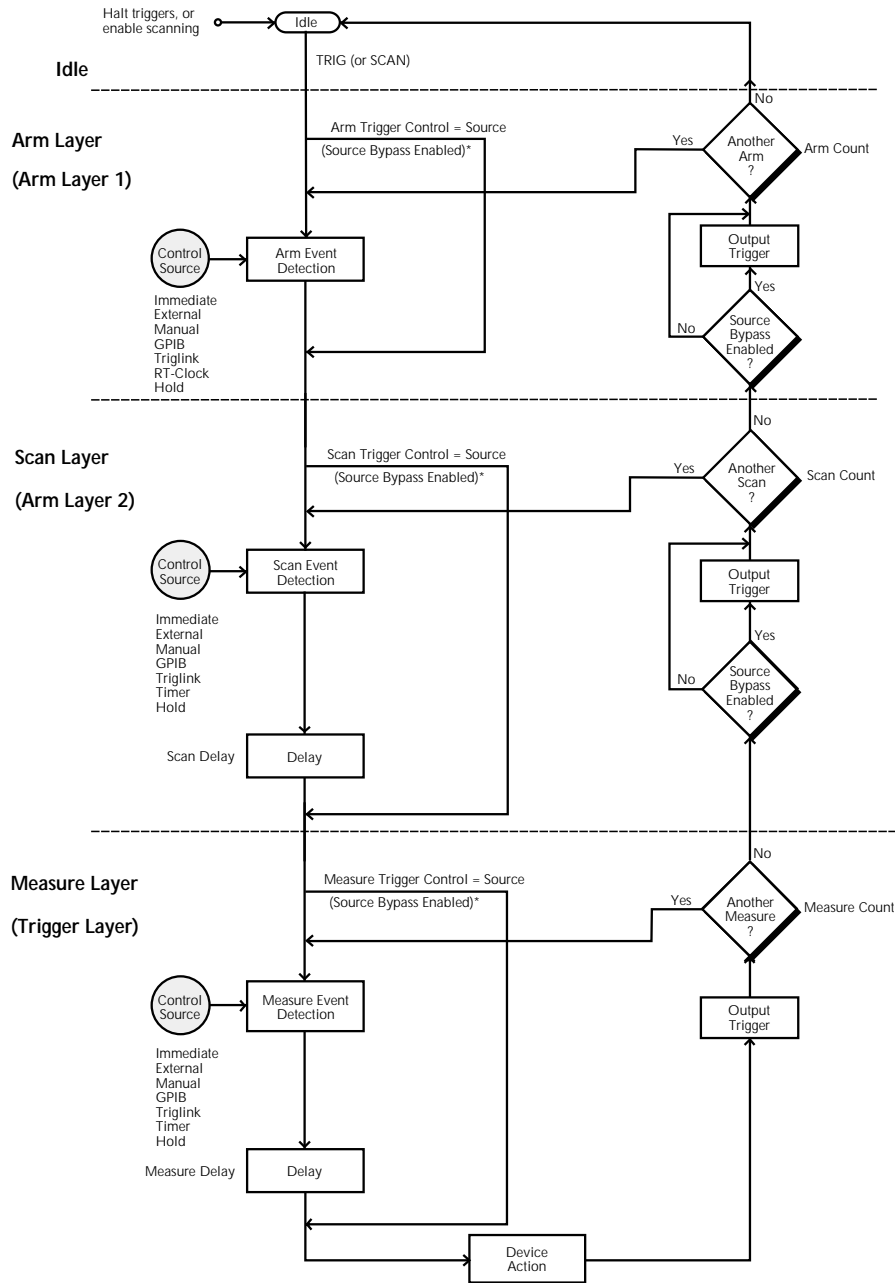 Halt triggers, or
enable scanning
Idle
Idle
TRIG (or SCAN)
No
Arm Layer
(Arm Layer 1)
Arm Trigger Control = Source
(Source Bypass Enabled)*
Yes
Another
Arm
?
Arm Count
Control
Source
Arm Event
Detection
Output
Trigger
Immediate
External
Manual
GPIB
Triglink
RT-Clock
Hold
Yes
No
Source
Bypass
Enabled
?
No
Scan Layer
(Arm Layer 2)
Scan Trigger Control = Source
(Source Bypass Enabled)*
Yes
Another
Scan
?
Scan Count
Control
Source
Scan Event
Detection
Output
Trigger
Immediate
External
Manual
GPIB
Triglink
Timer
Hold
Yes
No
Source
Bypass
Enabled
?
Scan Delay
Delay
No
Measure Layer
(Trigger Layer)
Measure Trigger Control = Source
(Source Bypass Enabled)*
Yes
Another
Measure
?
Measure Count
Control
Source
Measure Event
Detection
Output
Trigger
Immediate
External
Manual
GPIB
Triglink
Timer
Hold
Measure Delay
Delay
Device
Action